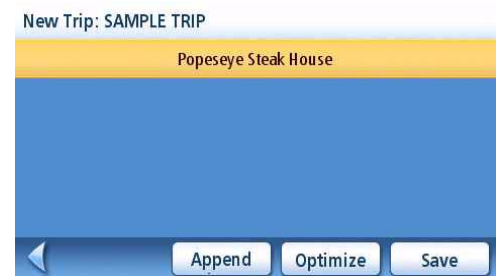 New Trip: SAMPLE TRIP
Popeseye Steak House
Append
Optimize
Save